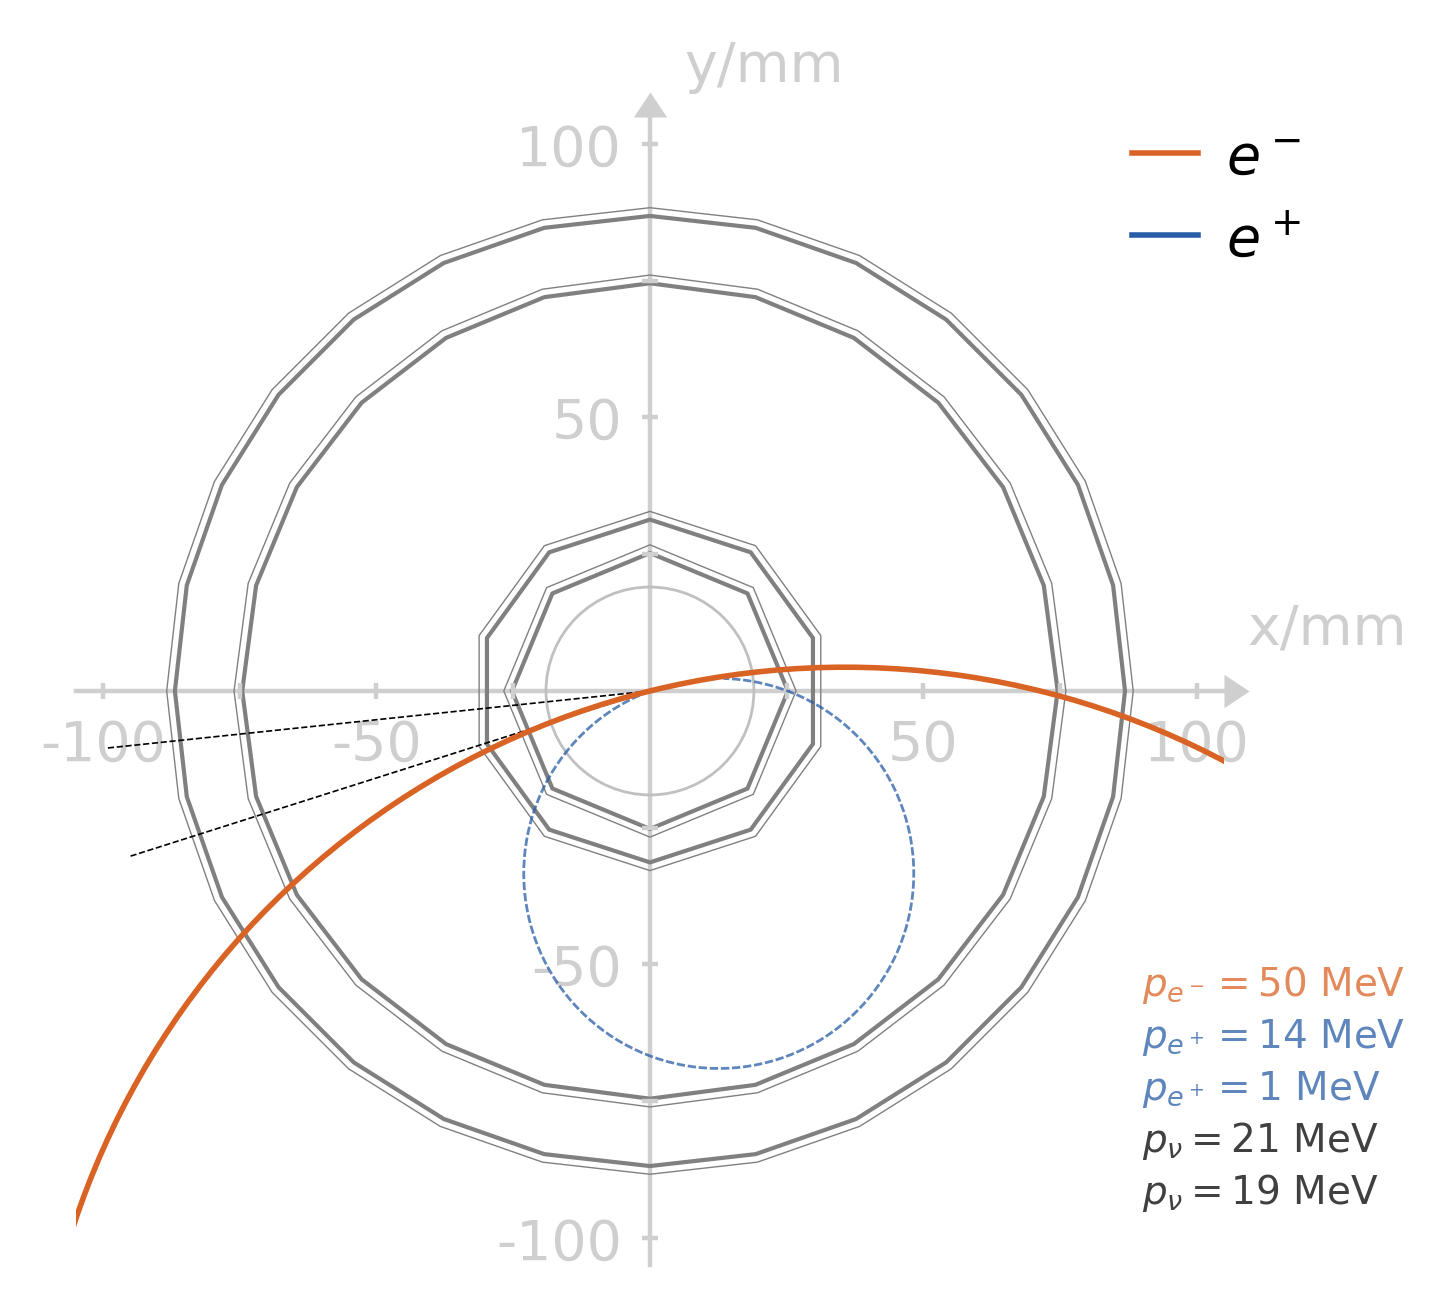 y/mm
100
e⁻
e⁺
50
x/mm
-100
-50
50
100
-50
p_{e⁻} = 50 MeV
p_{e⁺} = 14 MeV
p_{e⁺} = 1 MeV
p_ν = 21 MeV
p_ν = 19 MeV
-100